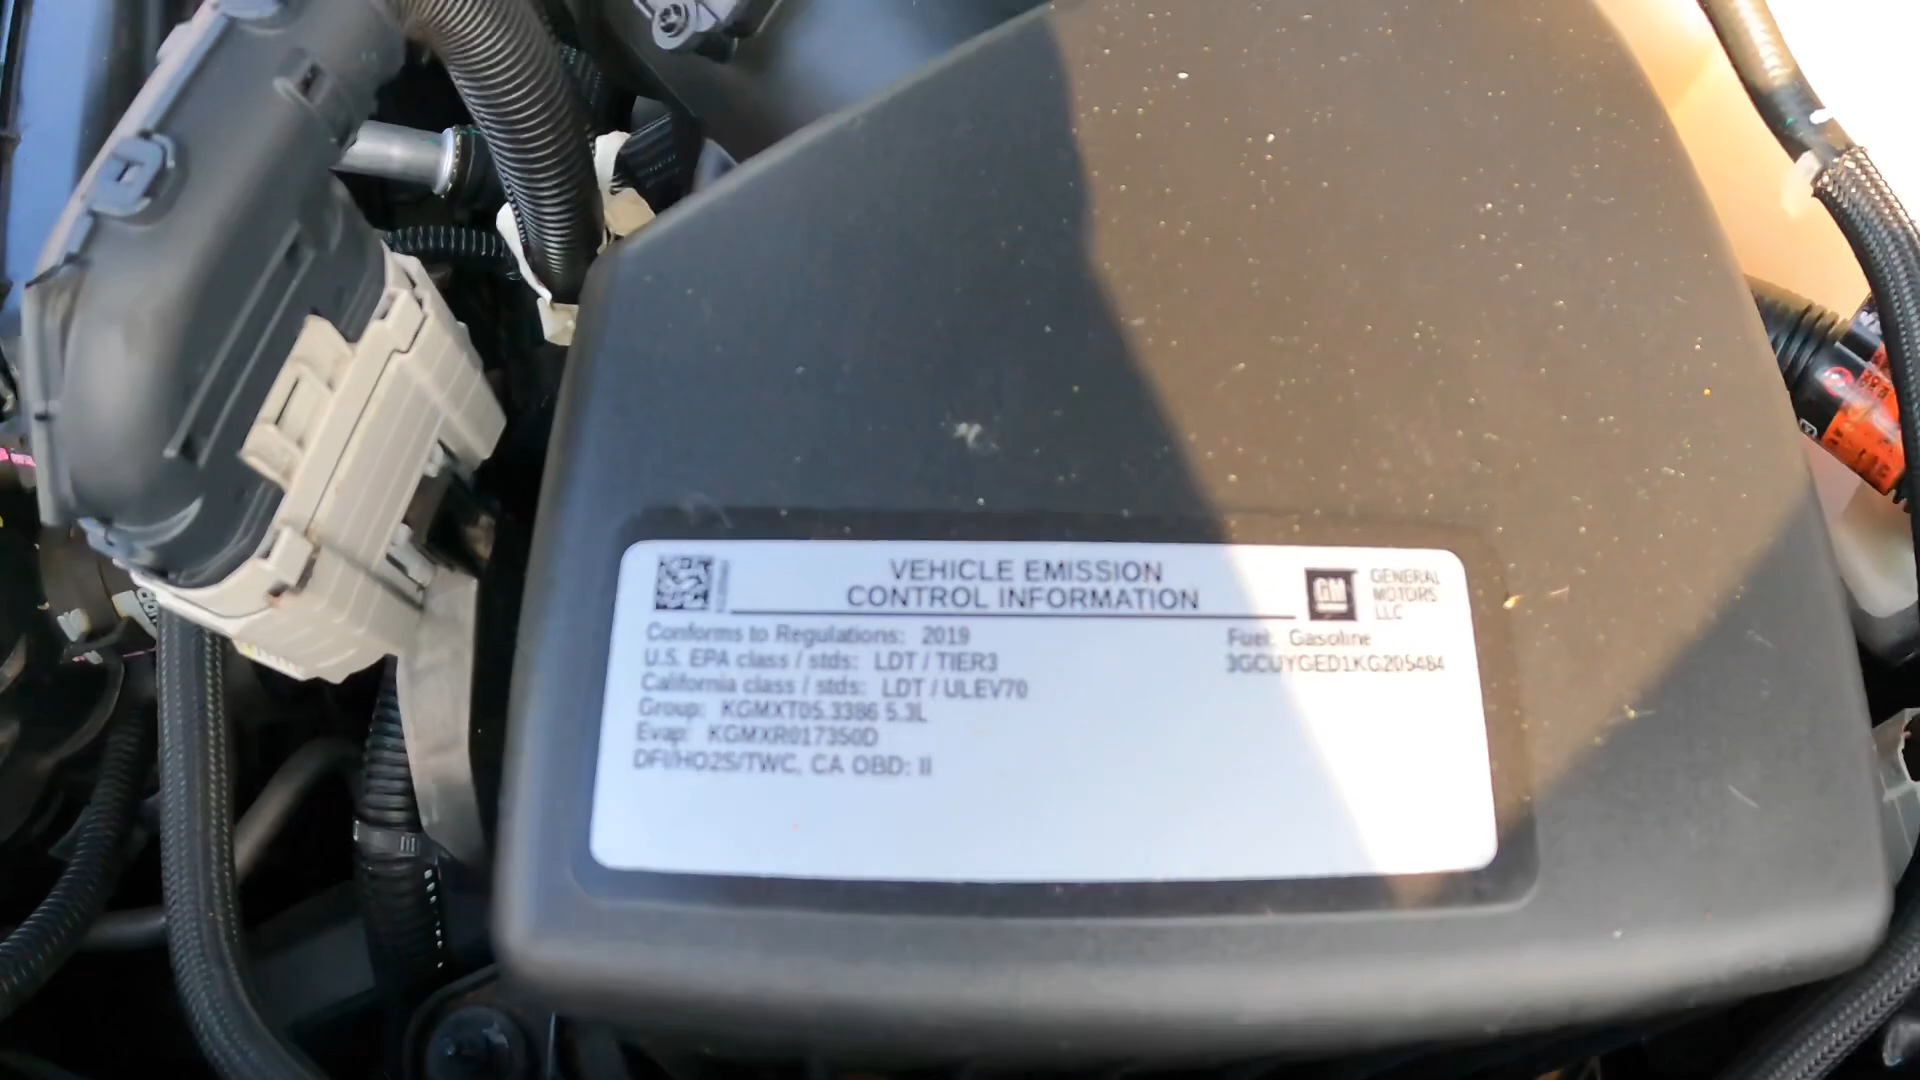 VEHICLE EMISSION
CONTROL INFORMATION
GM
GENERAL
MOTORS
LLC
Conforms to Regulations: 2019
Fuel: Gasoline
U.S. EPA class / stds: LDT / TIER3
3GCUYGED1KG205484
California class / stds: LDT / ULEV70
Group: KGMXT05.3386 5.3L
Evap: KGMXR017350D
DFI/HO2S/TWC, CA OBD: II